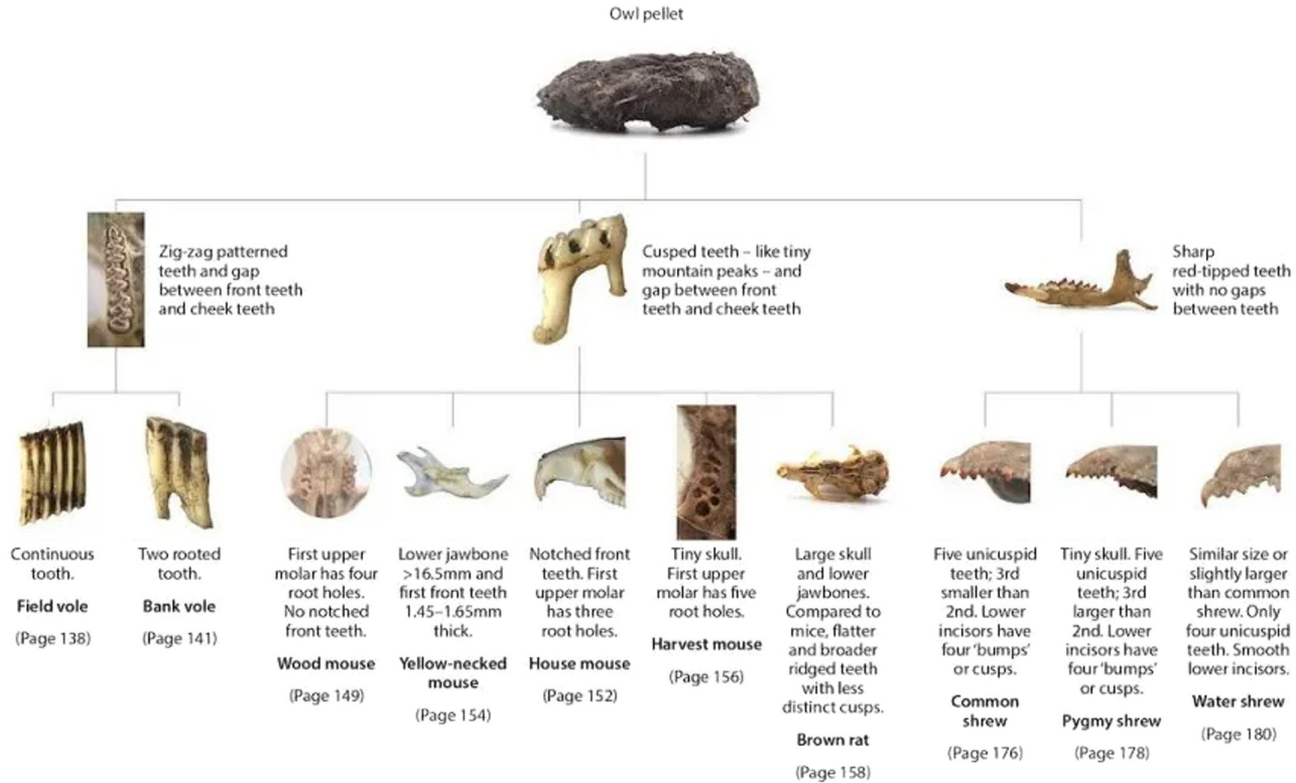 Owl pellet
Zig-zag patterned
teeth and gap
between front teeth
and cheek teeth
Cusped teeth – like tiny
mountain peaks – and
gap between front
teeth and cheek teeth
Sharp
red-tipped teeth
with no gaps
between teeth
Continuous
tooth.
Field vole
(Page 138)
Two rooted
tooth.
Bank vole
(Page 141)
First upper
molar has four
root holes.
No notched
front teeth.
Wood mouse
(Page 149)
Lower jawbone
>16.5mm and
first front teeth
1.45–1.65mm
thick.
Yellow-necked
mouse
(Page 154)
Notched front
teeth. First
upper molar
has three
root holes.
House mouse
(Page 152)
Tiny skull.
First upper
molar has five
root holes.
Harvest mouse
(Page 156)
Large skull
and lower
jawbones.
Compared to
mice, flatter
and broader
ridged teeth
with less
distinct cusps.
Brown rat
(Page 158)
Five unicuspid
teeth; 3rd
smaller than
2nd. Lower
incisors have
four 'bumps'
or cusps.
Common
shrew
(Page 176)
Tiny skull. Five
unicuspid
teeth; 3rd
larger than
2nd. Lower
incisors have
four 'bumps'
or cusps.
Pygmy shrew
(Page 178)
Similar size or
slightly larger
than common
shrew. Only
four unicuspid
teeth. Smooth
lower incisors.
Water shrew
(Page 180)